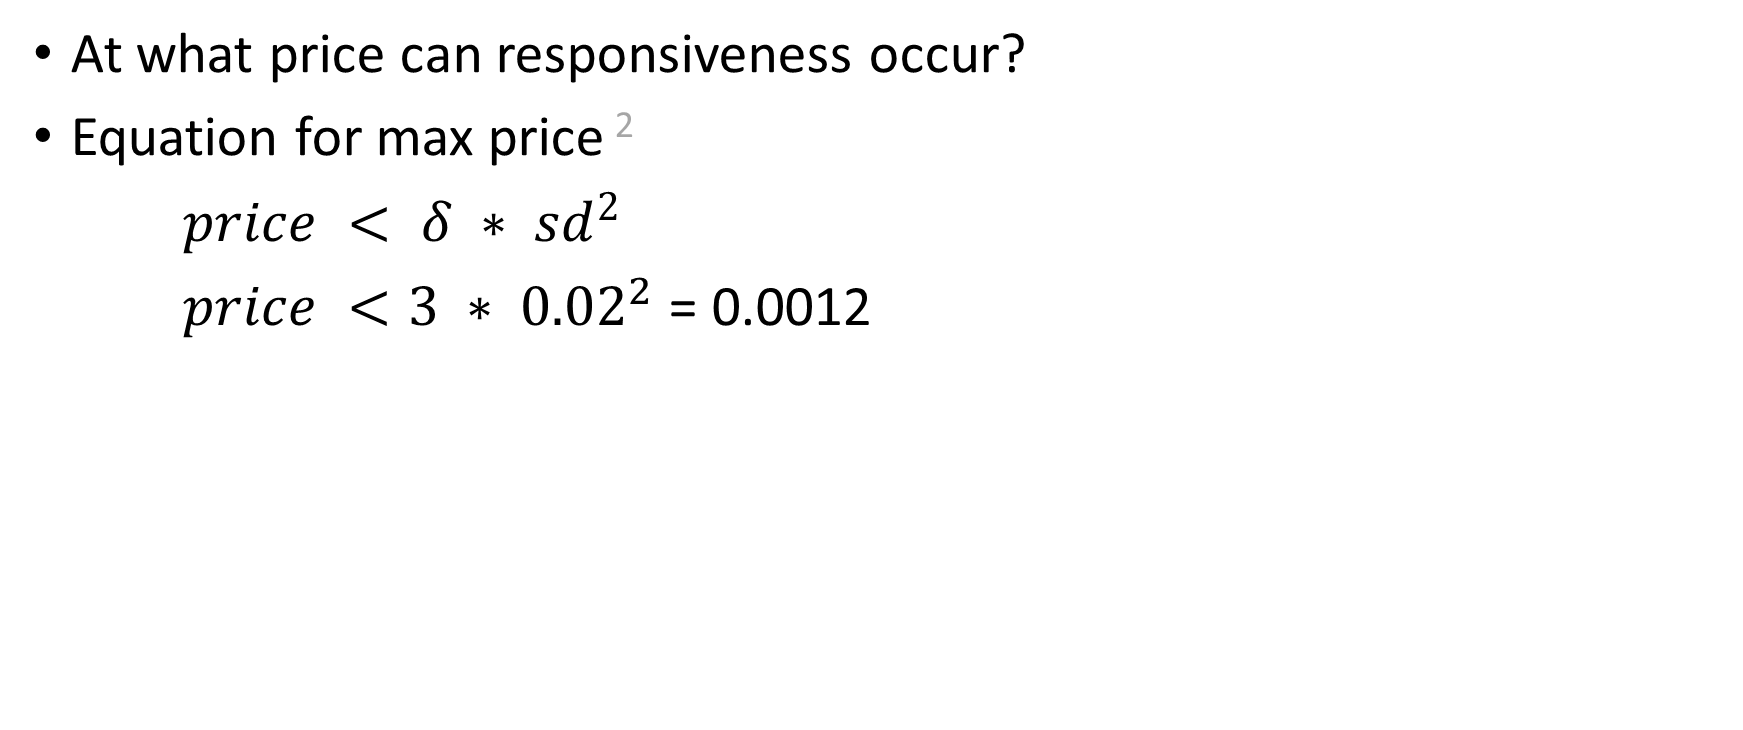 • At what price can responsiveness occur?
• Equation for max price ²
price < δ ∗ sd²
price < 3 ∗ 0.02² = 0.0012